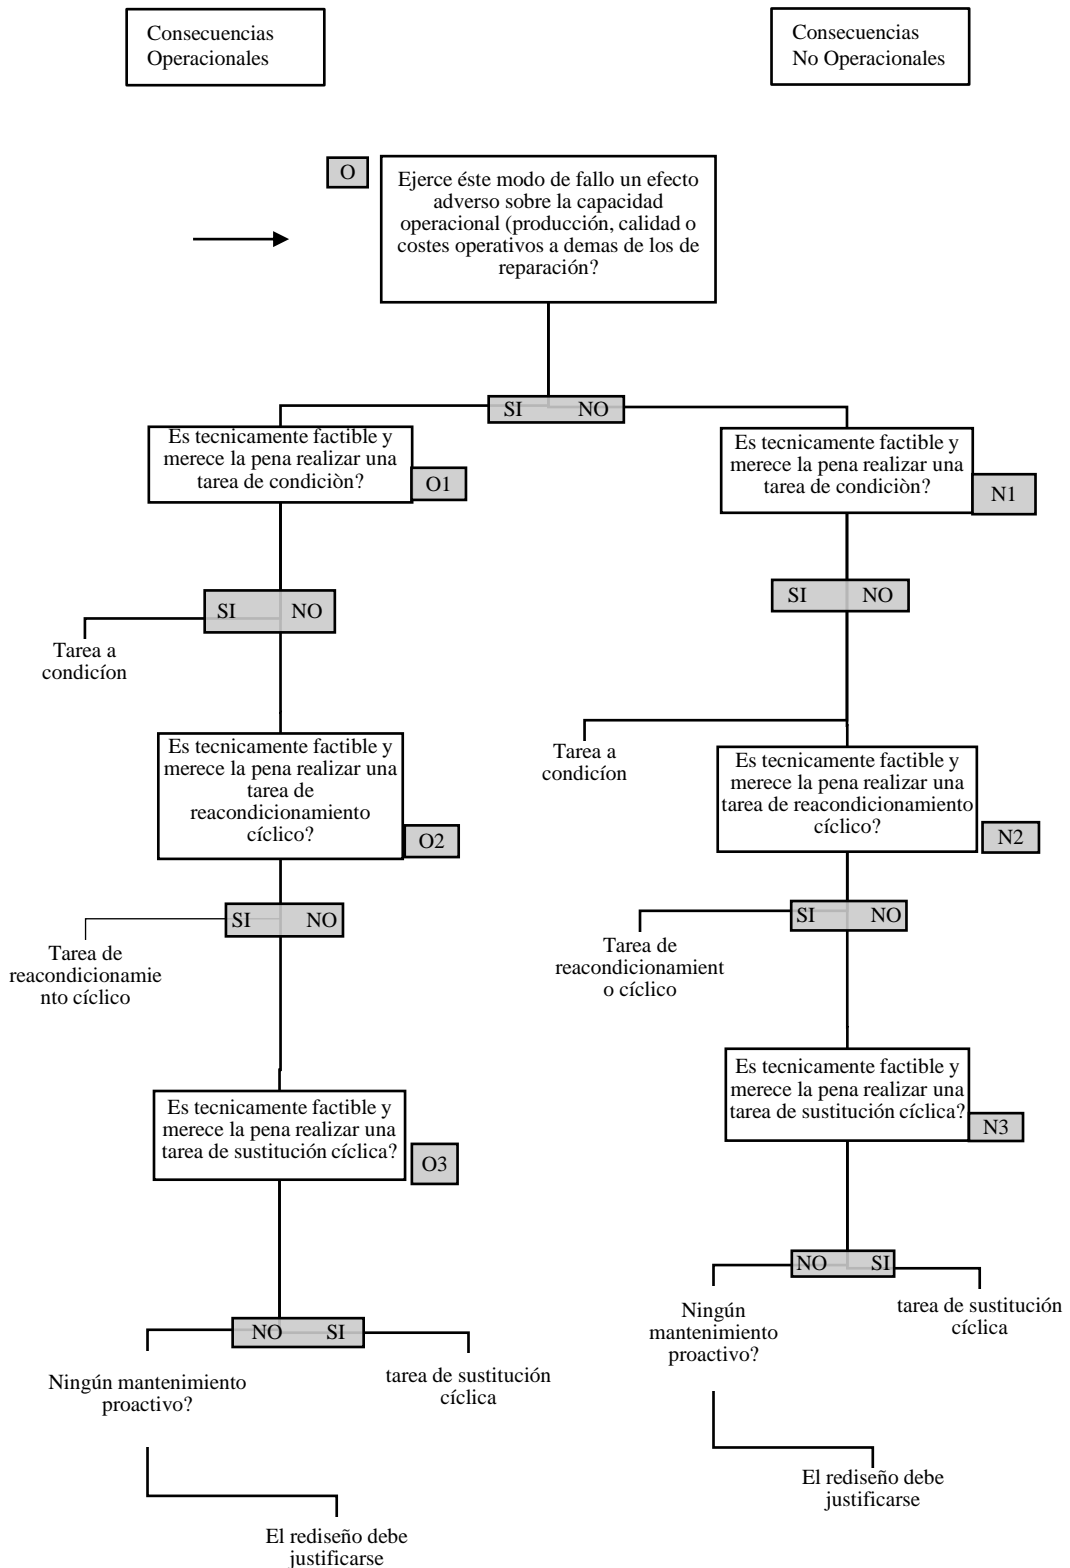 Consecuencias
Operacionales
Consecuencias
No Operacionales
O
Ejerce éste modo de fallo un efecto
adverso sobre la capacidad
operacional (producción, calidad o
costes operativos a demas de los de
reparación?
SI NO
Es tecnicamente factible y
merece la pena realizar una
tarea de condiciòn?
O1
Es tecnicamente factible y
merece la pena realizar una
tarea de condiciòn?
N1
SI NO
SI NO
Tarea a
condicíon
Tarea a
condicíon
Es tecnicamente factible y
merece la pena realizar una
tarea de
reacondicionamiento
cíclico?
O2
Es tecnicamente factible y
merece la pena realizar una
tarea de reacondicionamiento
cíclico?
N2
SI NO
SI NO
Tarea de
reacondicionamie
nto cíclico
Tarea de
reacondicionamient
o cíclico
Es tecnicamente factible y
merece la pena realizar una
tarea de sustitución cíclica?
O3
Es tecnicamente factible y
merece la pena realizar una
tarea de sustitución cíclica?
N3
NO SI
NO SI
Ningún
mantenimiento
proactivo?
tarea de sustitución
cíclica
Ningún mantenimiento
proactivo?
tarea de sustitución
cíclica
El rediseño debe
justificarse
El rediseño debe
justificarse